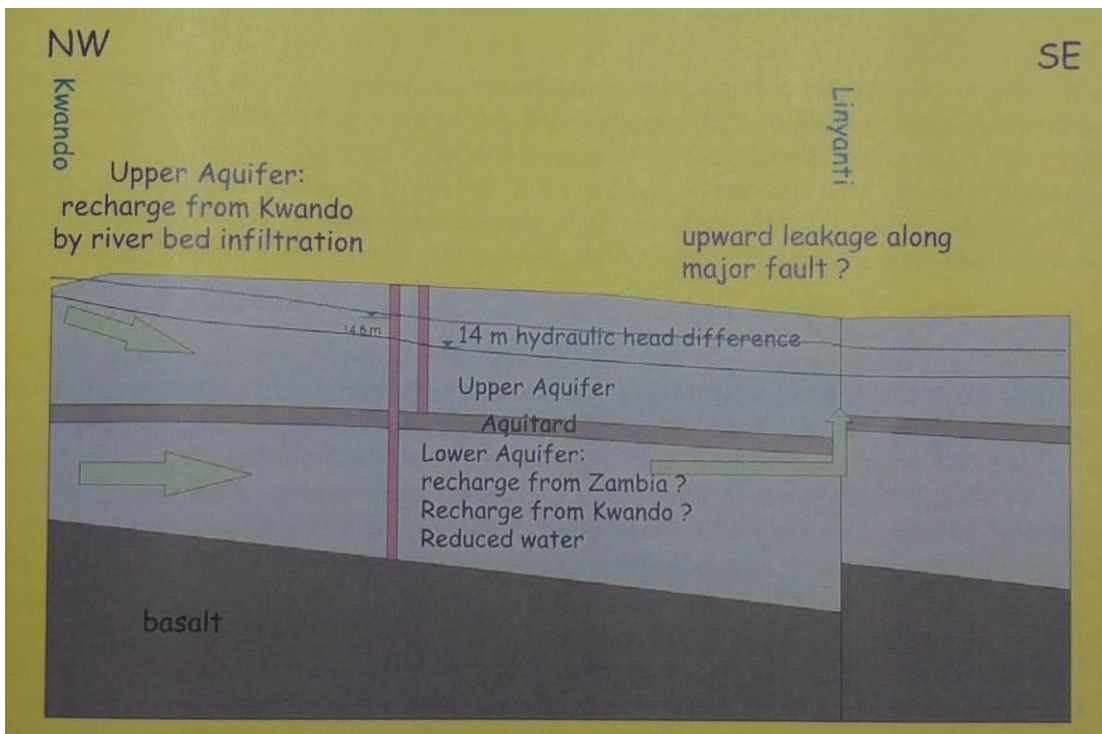 NW
SE
Kwando
Linyanti
Upper Aquifer:
recharge from Kwando
by river bed infiltration
upward leakage along
major fault ?
14.5m
14 m hydraulic head difference
Upper Aquifer
Aquitard
Lower Aquifer:
recharge from Zambia ?
Recharge from Kwando ?
Reduced water
basalt